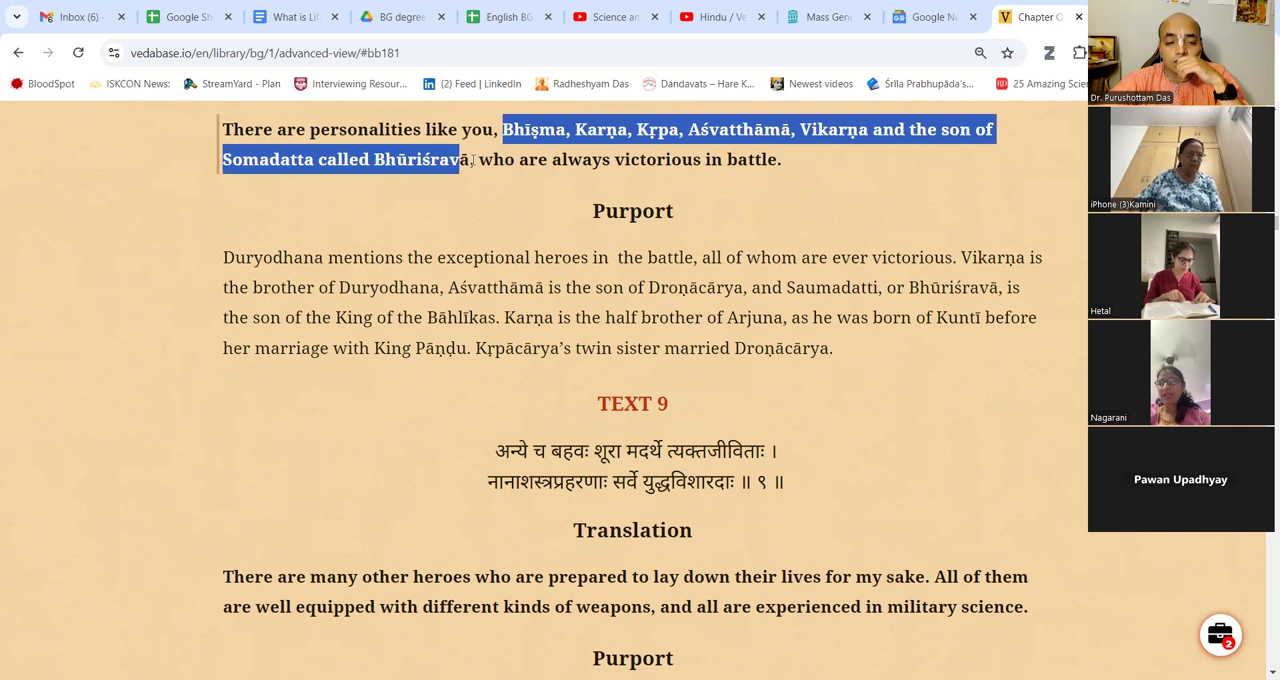 Inbox (6) -
Google Sh
What is Lif
BG degree
English BG
Science an
Hindu / Ve
Mass Gen
Google Ne
Chapter O
vedabase.io/en/library/bg/1/advanced-view/#bb181
BloodSpot
ISKCON News:
StreamYard - Plan
Interviewing Resour...
(2) Feed | LinkedIn
Radheshyam Das
Dandavats – Hare K...
Newest videos
Śrīla Prabhupāda's...
25 Amazing Scien
There are personalities like you, Bhīṣma, Karṇa, Kṛpa, Aśvatthāmā, Vikarṇa and the son of
Somadatta called Bhūriśravā, who are always victorious in battle.
Purport
Duryodhana mentions the exceptional heroes in the battle, all of whom are ever victorious. Vikarṇa is
the brother of Duryodhana, Aśvatthāmā is the son of Droṇācārya, and Saumadatti, or Bhūriśravā, is
the son of the King of the Bāhlīkas. Karṇa is the half brother of Arjuna, as he was born of Kuntī before
her marriage with King Pāṇḍu. Kṛpācārya’s twin sister married Droṇācārya.
TEXT 9
अन्ये च बहवः शूरा मदर्थे त्यक्तजीविताः ।
नानाशस्त्रप्रहरणाः सर्वे युद्धविशारदाः ॥ ९ ॥
Translation
There are many other heroes who are prepared to lay down their lives for my sake. All of them
are well equipped with different kinds of weapons, and all are experienced in military science.
Purport
2
Dr. Purushottam Das
iPhone (3)Kamini
Hetal
Nagarani
Pawan Upadhyay